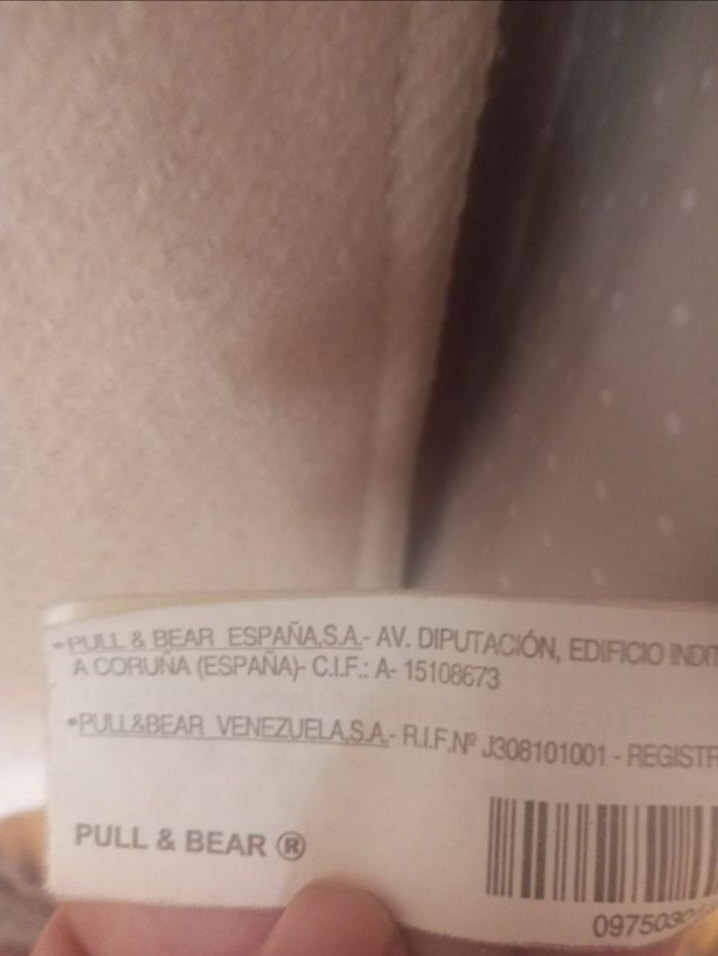 •PULL & BEAR ESPAÑA,S.A.- AV. DIPUTACIÓN, EDIFICIO
A CORUÑA (ESPAÑA)- C.I.F.: A- 15108673
•PULL&BEAR VENEZUELA,S.A.- R.I.F.Nº J308101001 -
PULL & BEAR ®